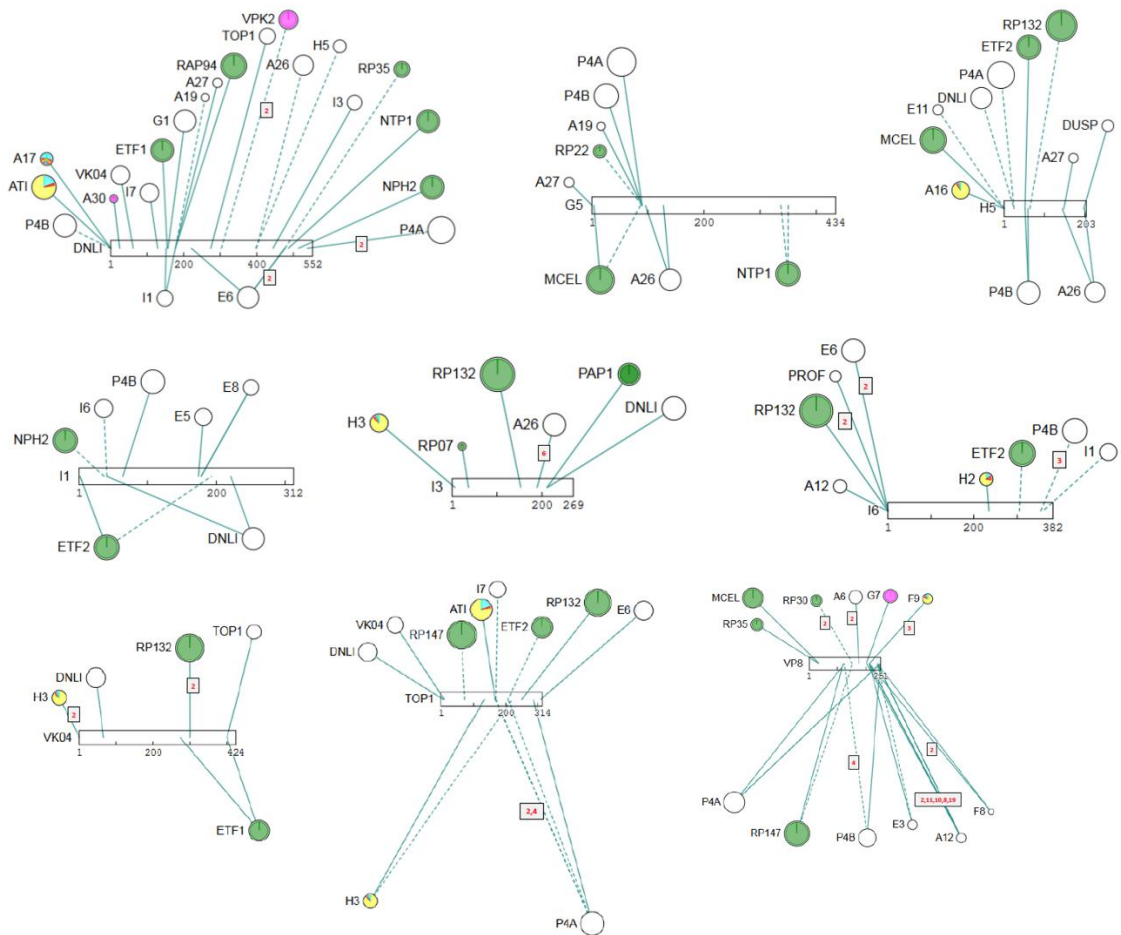 VPK2
TOP1
H5
RAP94
A26
RP35
A27
A19
2
I3
G1
NTP1
ETF1
A17
VK04
ATI
A30
I7
NPH2
P4B
P4A
DNLI
2
1
200
400
552
2
I1
E6
P4A
P4B
A19
RP22
A27
G5
1
200
434
MCEL
A26
NTP1
RP132
ETF2
P4A
DNLI
E11
DUSP
MCEL
A27
A16
H5
1
203
P4B
A26
P4B
E8
I6
E5
NPH2
I1
1
200
312
ETF2
DNLI
RP132
PAP1
DNLI
H3
A26
RP07
6
I3
1
200
269
E6
PROF
2
RP132
2
P4B
ETF2
I1
3
A12
H2
I6
1
200
382
TOP1
RP132
DNLI
H3
2
2
VK04
1
200
424
ETF1
I7
ATI
RP132
VK04
E6
RP147
ETF2
DNLI
TOP1
1
200
314
2,4
H3
P4A
MCEL
RP30
A6
G7
F9
RP35
2
2
3
VP8
1
251
4
2
P4A
2,11,10,8,19
F8
RP147
P4B
E3
A12